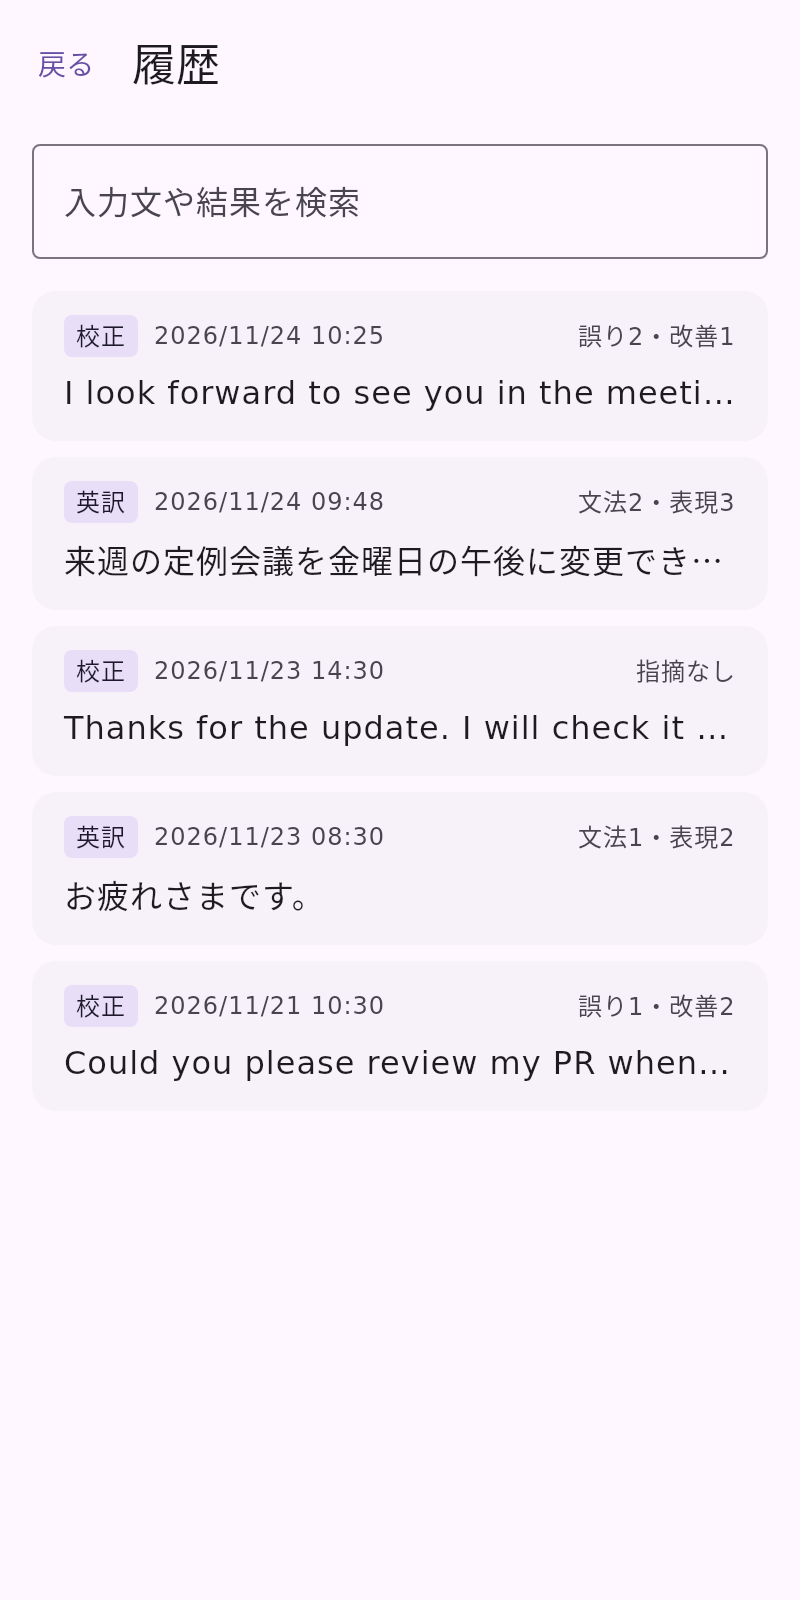 戻る 履歴
入力文や結果を検索
校正 2026/11/24 10:25 誤り2・改善1
I look forward to see you in the meeti...
英訳 2026/11/24 09:48 文法2・表現3
来週の定例会議を金曜日の午後に変更でき…
校正 2026/11/23 14:30 指摘なし
Thanks for the update. I will check it ...
英訳 2026/11/23 08:30 文法1・表現2
お疲れさまです。
校正 2026/11/21 10:30 誤り1・改善2
Could you please review my PR when...